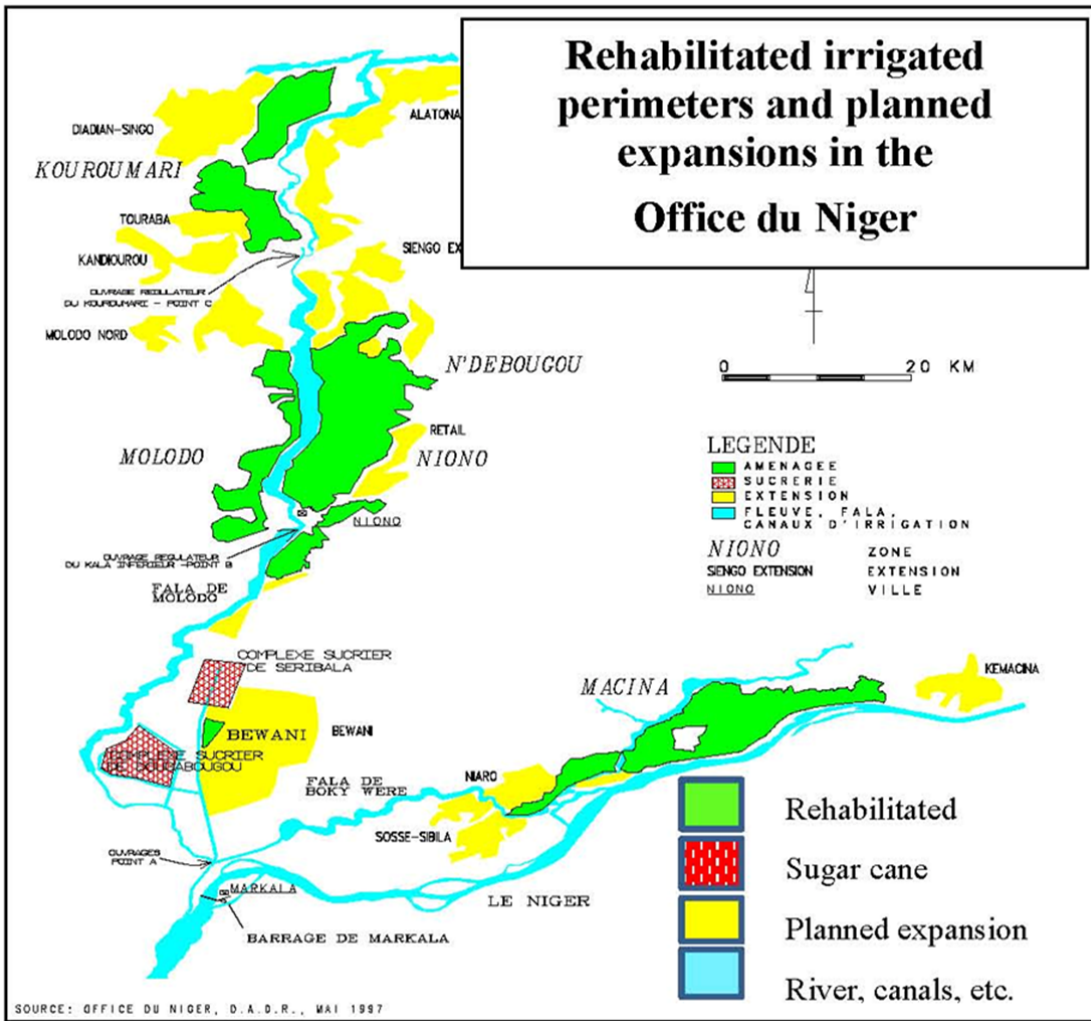 Rehabilitated irrigated
perimeters and planned
expansions in the
Office du Niger
DIADIAN-SINGO
ALATONA
KOUROUMARI
TOURABA
KANDIOUROU
SIENGO EX
OUVRAGE REGULATEUR
DU KOUROUMARI - POINT C
MOLODO NORD
N'DEBOUGOU
0 20 KM
RETAIL
MOLODO
NIONO
LEGENDE
AMENAGEE
SUCRERIE
EXTENSION
FLEUVE, FALA,
CANAUX D'IRRIGATION
NIONO ZONE
SIENGO EXTENSION EXTENSION
NIONO VILLE
NIONO
OUVRAGE REGULATEUR
DU KALA INFERIEUR -POINT B
FALA DE
MOLODO
COMPLEXE SUCRIER
DE SERIBALA
MACINA
KEMACINA
BEWANI
BEWANI
COMPLEXE SUCRIER
DE DOUGABOUGOU
FALA DE
BOKY WERE
NIARO
SOSSE-SIBILA
OUVRAGES
POINT A
MARKALA
LE NIGER
BARRAGE DE MARKALA
Rehabilitated
Sugar cane
Planned expansion
River, canals, etc.
SOURCE: OFFICE DU NIGER, D.A.D.R., MAI 1997